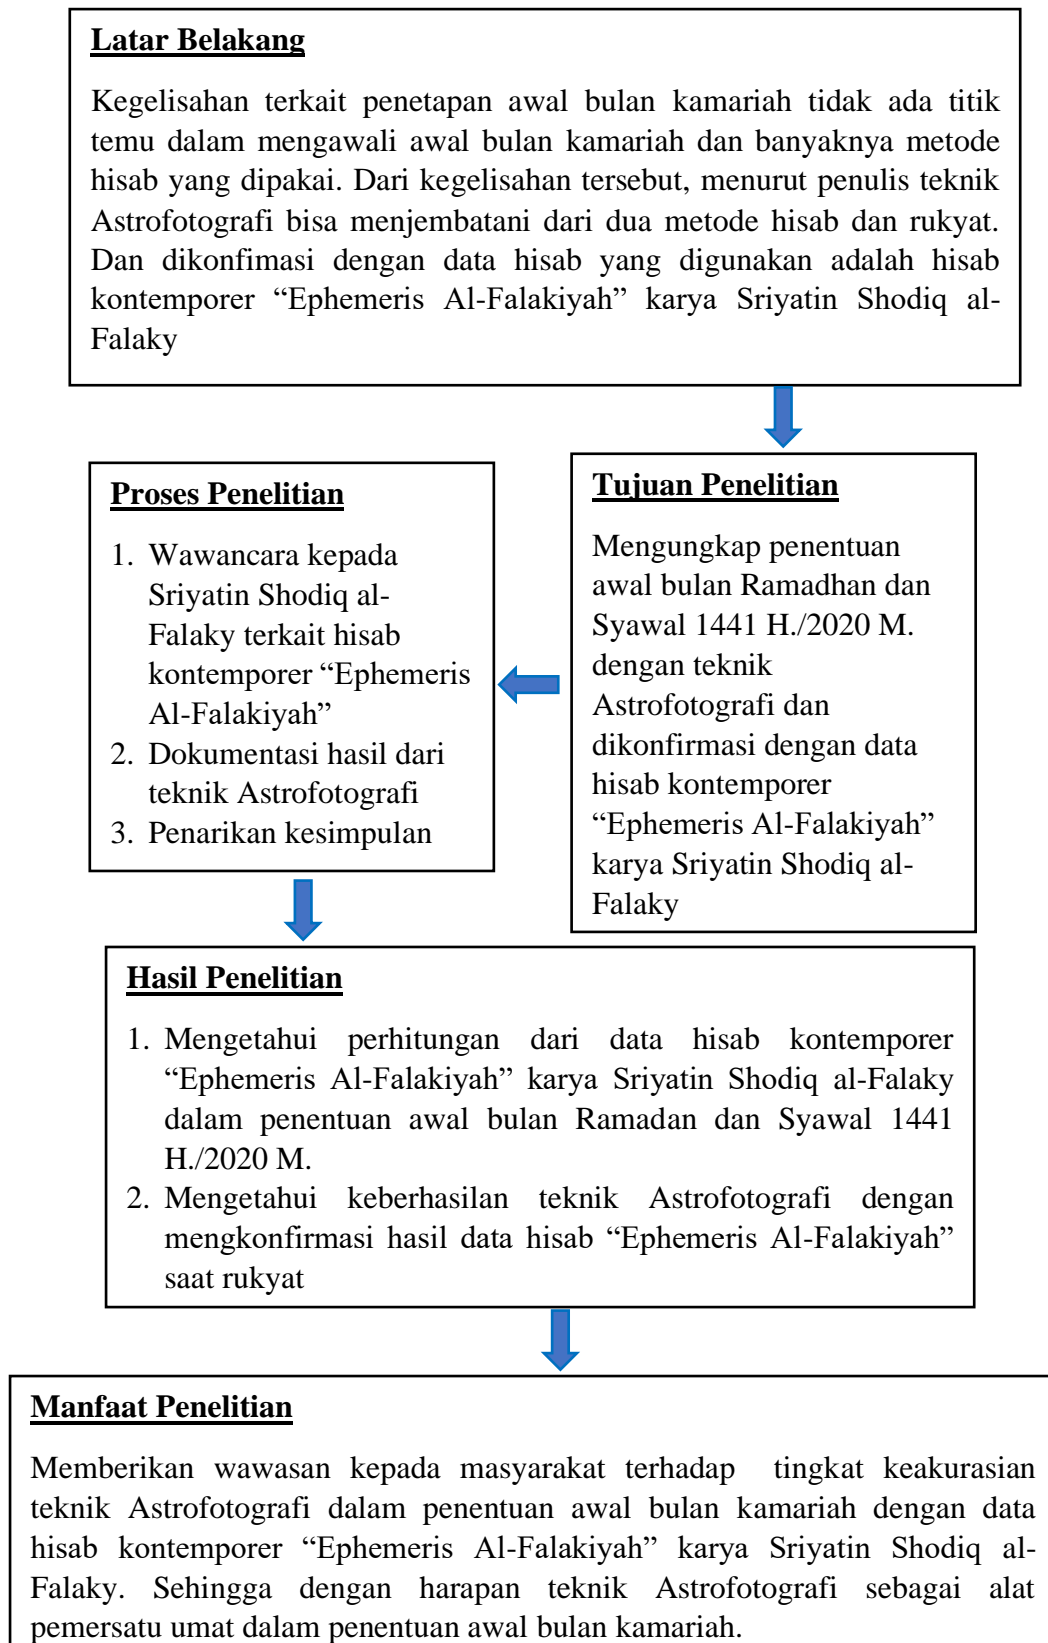 Latar Belakang
Kegelisahan terkait penetapan awal bulan kamariah tidak ada titik
temu dalam mengawali awal bulan kamariah dan banyaknya metode
hisab yang dipakai. Dari kegelisahan tersebut, menurut penulis teknik
Astrofotografi bisa menjembatani dari dua metode hisab dan rukyat.
Dan dikonfimasi dengan data hisab yang digunakan adalah hisab
kontemporer “Ephemeris Al-Falakiyah” karya Sriyatin Shodiq al-
Falaky
Tujuan Penelitian
Mengungkap penentuan
awal bulan Ramadhan dan
Syawal 1441 H./2020 M.
dengan teknik
Astrofotografi dan
dikonfirmasi dengan data
hisab kontemporer
“Ephemeris Al-Falakiyah”
karya Sriyatin Shodiq al-
Falaky
Proses Penelitian
1. Wawancara kepada
Sriyatin Shodiq al-
Falaky terkait hisab
kontemporer “Ephemeris
Al-Falakiyah”
2. Dokumentasi hasil dari
teknik Astrofotografi
3. Penarikan kesimpulan
Hasil Penelitian
1. Mengetahui perhitungan dari data hisab kontemporer
“Ephemeris Al-Falakiyah” karya Sriyatin Shodiq al-Falaky
dalam penentuan awal bulan Ramadan dan Syawal 1441
H./2020 M.
2. Mengetahui keberhasilan teknik Astrofotografi dengan
mengkonfirmasi hasil data hisab “Ephemeris Al-Falakiyah”
saat rukyat
Manfaat Penelitian
Memberikan wawasan kepada masyarakat terhadap tingkat keakurasian
teknik Astrofotografi dalam penentuan awal bulan kamariah dengan data
hisab kontemporer “Ephemeris Al-Falakiyah” karya Sriyatin Shodiq al-
Falaky. Sehingga dengan harapan teknik Astrofotografi sebagai alat
pemersatu umat dalam penentuan awal bulan kamariah.